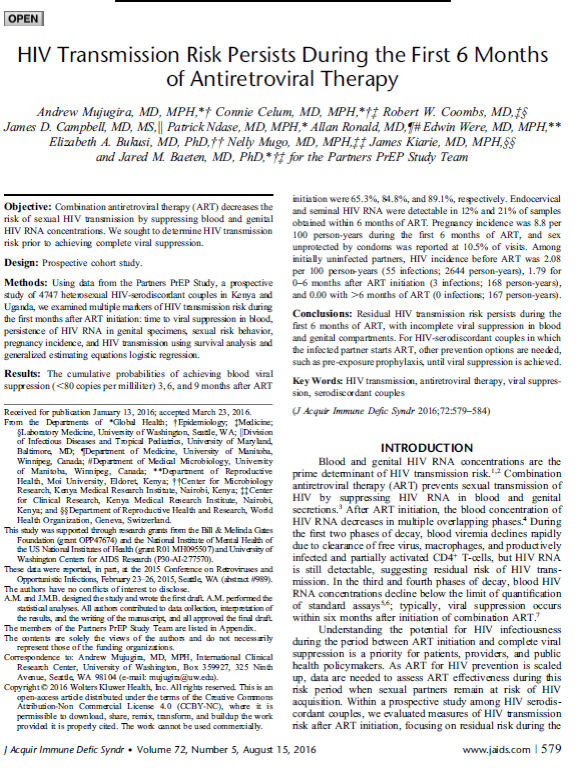 OPEN
HIV Transmission Risk Persists During the First 6 Months
of Antiretroviral Therapy
Andrew Mujugira, MD, MPH,*† Connie Celum, MD, MPH,*†‡ Robert W. Coombs, MD,‡§
James D. Campbell, MD, MS,∥ Patrick Ndase, MD, MPH,* Allan Ronald, MD,¶# Edwin Were, MD, MPH,**
Elizabeth A. Bukusi, MD, PhD,†† Nelly Mugo, MD, MPH,‡‡ James Kiarie, MD, MPH,§§
and Jared M. Baeten, MD, PhD,*†‡ for the Partners PrEP Study Team
Objective: Combination antiretroviral therapy (ART) decreases the
risk of sexual HIV transmission by suppressing blood and genital
HIV RNA concentrations. We sought to determine HIV transmission
risk prior to achieving complete viral suppression.
Design: Prospective cohort study.
Methods: Using data from the Partners PrEP Study, a prospective
study of 4747 heterosexual HIV-serodiscordant couples in Kenya and
Uganda, we examined multiple markers of HIV transmission risk during
the first months after ART initiation: time to viral suppression in blood,
persistence of HIV RNA in genital specimens, sexual risk behavior,
pregnancy incidence, and HIV transmission using survival analysis and
generalized estimating equations logistic regression.
Results: The cumulative probabilities of achieving blood viral
suppression (<80 copies per milliliter) 3, 6, and 9 months after ART
Received for publication January 13, 2016; accepted March 23, 2016.
From the Departments of *Global Health; †Epidemiology; ‡Medicine;
§Laboratory Medicine, University of Washington, Seattle, WA; ∥Division
of Infectious Diseases and Tropical Pediatrics, University of Maryland,
Baltimore, MD; ¶Department of Medicine, University of Manitoba,
Winnipeg, Canada; #Department of Medical Microbiology, University
of Manitoba, Winnipeg, Canada; **Department of Reproductive
Health, Moi University, Eldoret, Kenya; ††Center for Microbiology
Research, Kenya Medical Research Institute, Nairobi, Kenya; ‡‡Center
for Clinical Research, Kenya Medical Research Institute, Nairobi,
Kenya; and §§Department of Reproductive Health and Research, World
Health Organization, Geneva, Switzerland.
This study was supported through research grants from the Bill & Melinda Gates
Foundation (grant OPP47674) and the National Institute of Mental Health of
the US National Institutes of Health (grant R01 MH095507) and University of
Washington Centers for AIDS Research (P30-AI-277570).
These data were reported, in part, at the 2015 Conference on Retroviruses and
Opportunistic Infections, February 23–26, 2015, Seattle, WA (abstract #989).
The authors have no conflicts of interest to disclose.
A.M. and J.M.B. designed the study and wrote the first draft. A.M. performed the
statistical analyses. All authors contributed to data collection, interpretation of
the results, and the writing of the manuscript, and all approved the final draft.
The members of the Partners PrEP Study Team are listed in Appendix.
The contents are solely the views of the authors and do not necessarily
represent those of the funding organizations.
Correspondence to: Andrew Mujugira, MD, MPH, International Clinical
Research Center, University of Washington, Box 359927, 325 Ninth
Avenue, Seattle, WA 98104 (e-mail: mujugira@uw.edu).
Copyright © 2016 Wolters Kluwer Health, Inc. All rights reserved. This is an
open-access article distributed under the terms of the Creative Commons
Attribution-Non Commercial License 4.0 (CCBY-NC), where it is
permissible to download, share, remix, transform, and buildup the work
provided it is properly cited. The work cannot be used commercially.
initiation were 65.3%, 84.8%, and 89.1%, respectively. Endocervical
and seminal HIV RNA were detectable in 12% and 21% of samples
obtained within 6 months of ART. Pregnancy incidence was 8.8 per
100 person-years during the first 6 months of ART, and sex
unprotected by condoms was reported at 10.5% of visits. Among
initially uninfected partners, HIV incidence before ART was 2.08
per 100 person-years (55 infections; 2644 person-years), 1.79 for
0–6 months after ART initiation (3 infections; 168 person-years),
and 0.00 with >6 months of ART (0 infections; 167 person-years).
Conclusions: Residual HIV transmission risk persists during the
first 6 months of ART, with incomplete viral suppression in blood
and genital compartments. For HIV-serodiscordant couples in which
the infected partner starts ART, other prevention options are needed,
such as pre-exposure prophylaxis, until viral suppression is achieved.
Key Words: HIV transmission, antiretroviral therapy, viral suppres-
sion, serodiscordant couples
(J Acquir Immune Defic Syndr 2016;72:579–584)
INTRODUCTION
Blood and genital HIV RNA concentrations are the
prime determinant of HIV transmission risk.1,2 Combination
antiretroviral therapy (ART) prevents sexual transmission of
HIV by suppressing HIV RNA in blood and genital
secretions.3 After ART initiation, the blood concentration of
HIV RNA decreases in multiple overlapping phases.4 During
the first two phases of decay, blood viremia declines rapidly
due to clearance of free virus, macrophages, and productively
infected and partially activated CD4+ T-cells, but HIV RNA
is still detectable, suggesting residual risk of HIV trans-
mission. In the third and fourth phases of decay, blood HIV
RNA concentrations decline below the limit of quantification
of standard assays5,6; typically, viral suppression occurs
within six months after initiation of combination ART.7
Understanding the potential for HIV infectiousness
during the period between ART initiation and complete viral
suppression is a priority for patients, providers, and public
health policymakers. As ART for HIV prevention is scaled
up, data are needed to assess ART effectiveness during this
risk period when sexual partners remain at risk of HIV
acquisition. Within a prospective study among HIV serodis-
cordant couples, we evaluated measures of HIV transmission
risk after ART initiation, focusing on residual risk during the
J Acquir Immune Defic Syndr • Volume 72, Number 5, August 15, 2016
www.jaids.com | 579